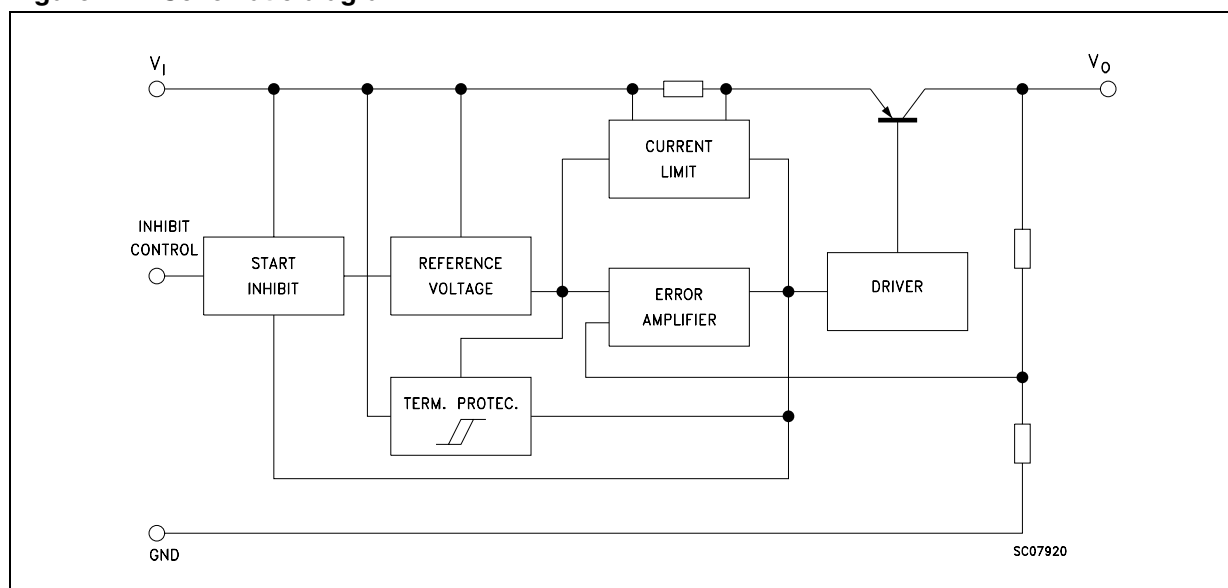 V_I
V_O
CURRENT
LIMIT
INHIBIT
CONTROL
START
INHIBIT
REFERENCE
VOLTAGE
ERROR
AMPLIFIER
DRIVER
TERM. PROTEC.
GND
SC07920